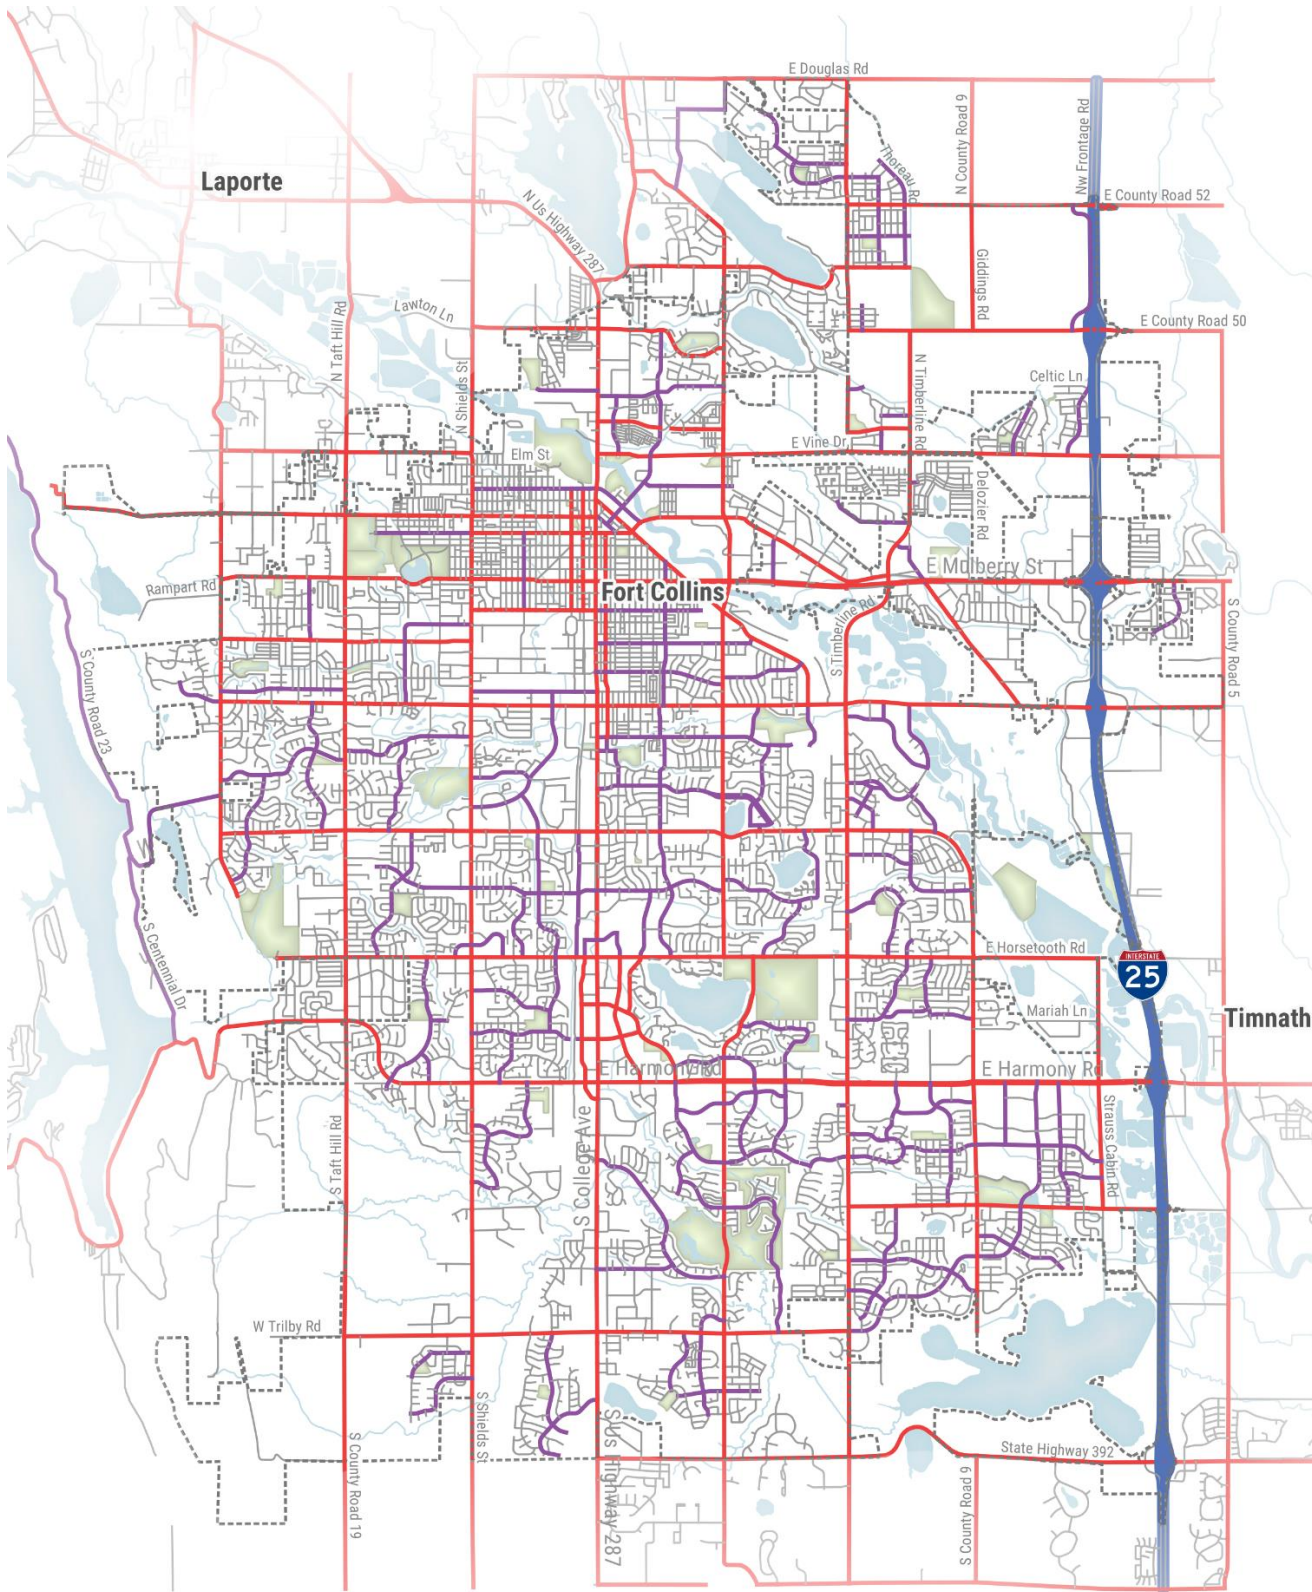 E Douglas Rd
N County Road 9
Nw Frontage Rd
Thoreau Rd
Laporte
E County Road 52
N Us Highway 287
Giddings Rd
Lawton Ln
N Taft Hill Rd
E County Road 50
N Shields St
N Timberline Rd
Celtic Ln
E Vine Dr
Elm St
Delozier Rd
E Mulberry St
Rampart Rd
Fort Collins
S Timberline Rd
S County Road 5
S County Road 23
W
S Centennial Dr
E Horsetooth Rd
INTERSTATE
25
Mariah Ln
Timnath
E Harmony Rd
E Harmony Rd
S Taft Hill Rd
S College Ave
Strauss Cabin Rd
W Trilby Rd
S Shields St
S Us Highway 287
State Highway 392
S County Road 19
S County Road 9